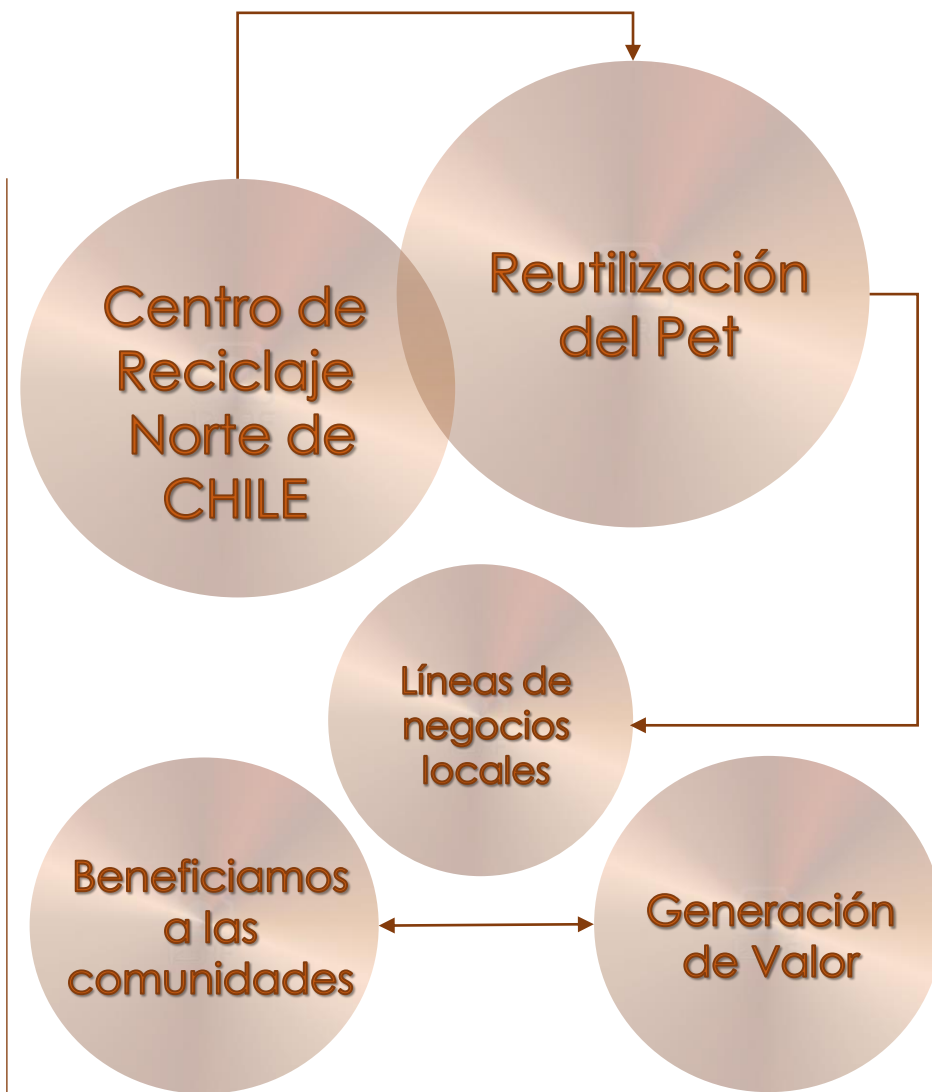 Centro de
Reciclaje
Norte de
CHILE
Reutilización
del Pet
Líneas de
negocios
locales
Beneficiamos
a las
comunidades
Generación
de Valor